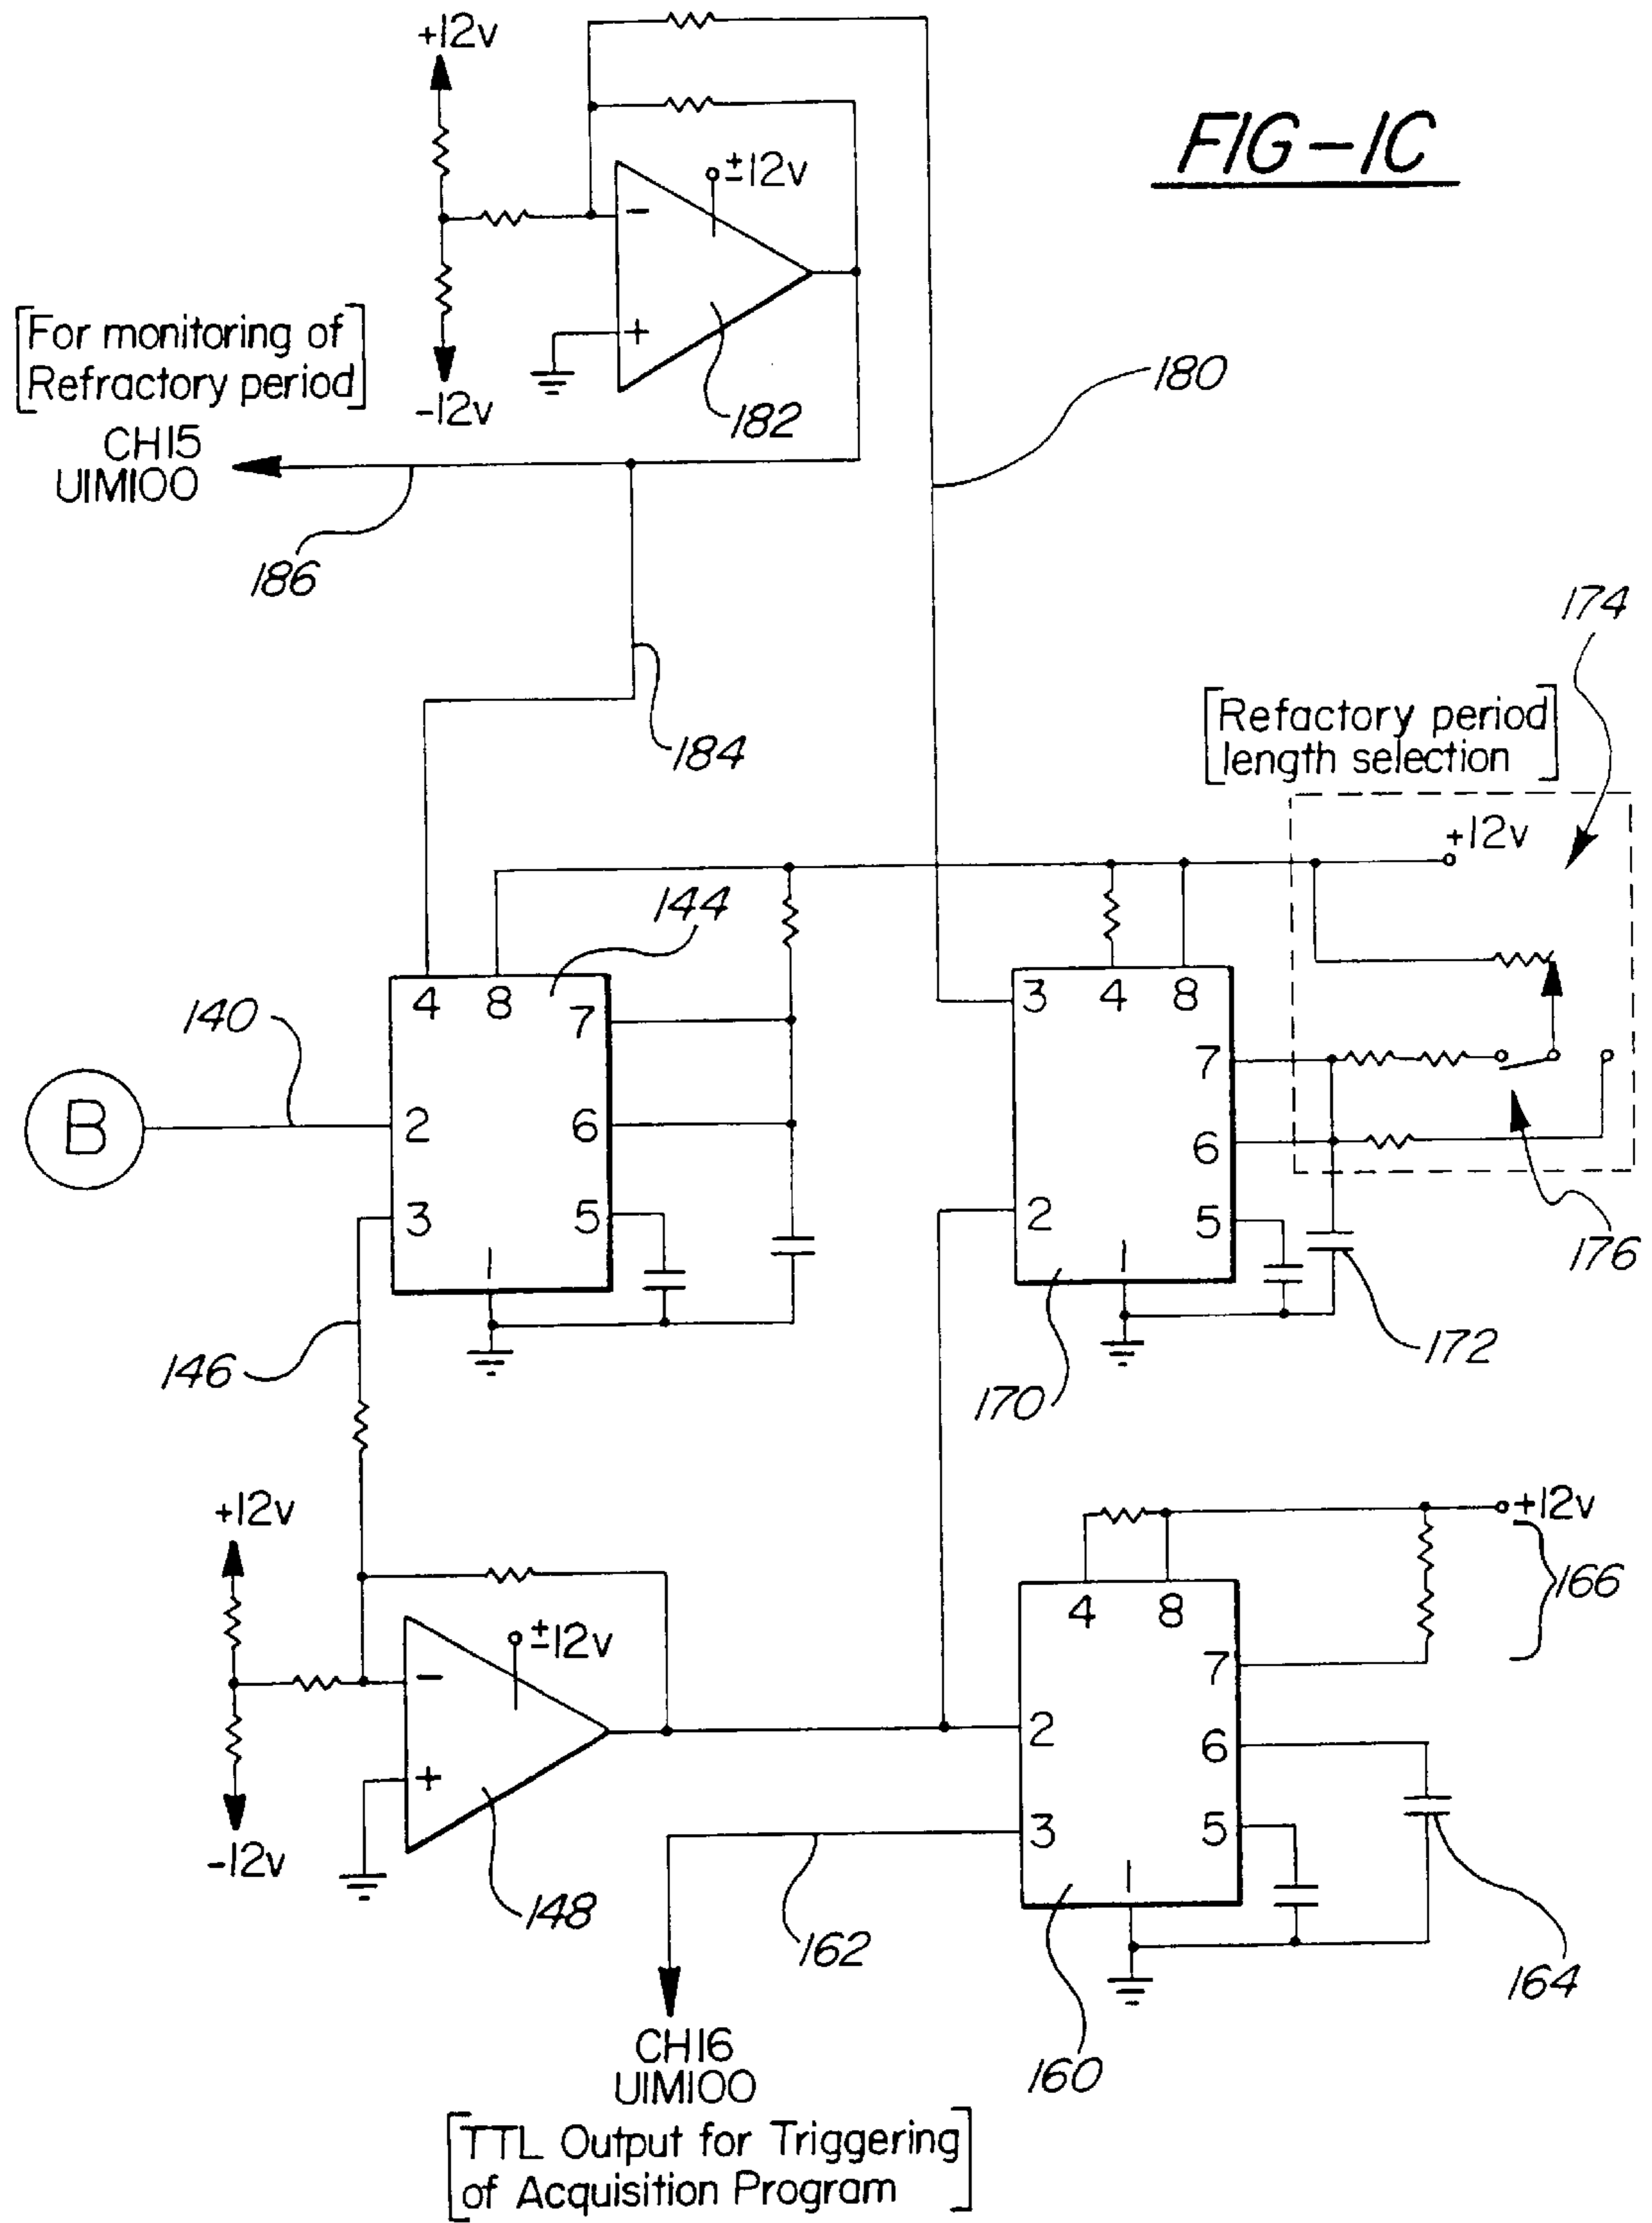 +12v
FIG-1C
±12v
-
[For monitoring of
Refractory period]
+
-12v
182
180
CH15
UIM100
186
174
184
[Refactory period
length selection]
+12v
144
4 8
7
3 4 8
140
7
B
2
6
6
3
5
2
5
1
1
176
146
172
170
+12v
+12v
166
4 8
±12v
7
-
2
6
+
3
5
-12v
1
148
162
164
CH16
UIM100
160
[TTL Output for Triggering
of Acquisition Program]